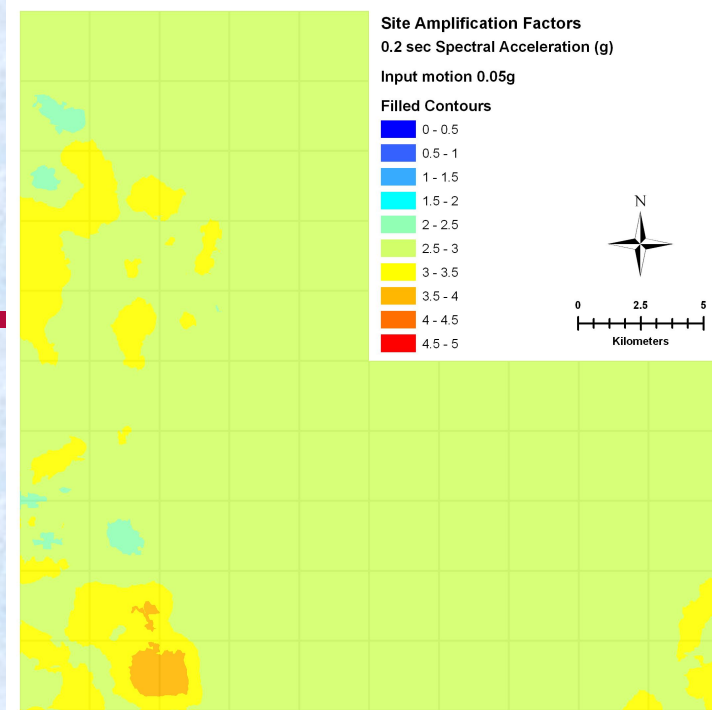 Site Amplification Factors
0.2 sec Spectral Acceleration (g)
Input motion 0.05g
Filled Contours
0 - 0.5
0.5 - 1
1 - 1.5
1.5 - 2
2 - 2.5
2.5 - 3
3 - 3.5
3.5 - 4
4 - 4.5
4.5 - 5
N
0 2.5 5
Kilometers